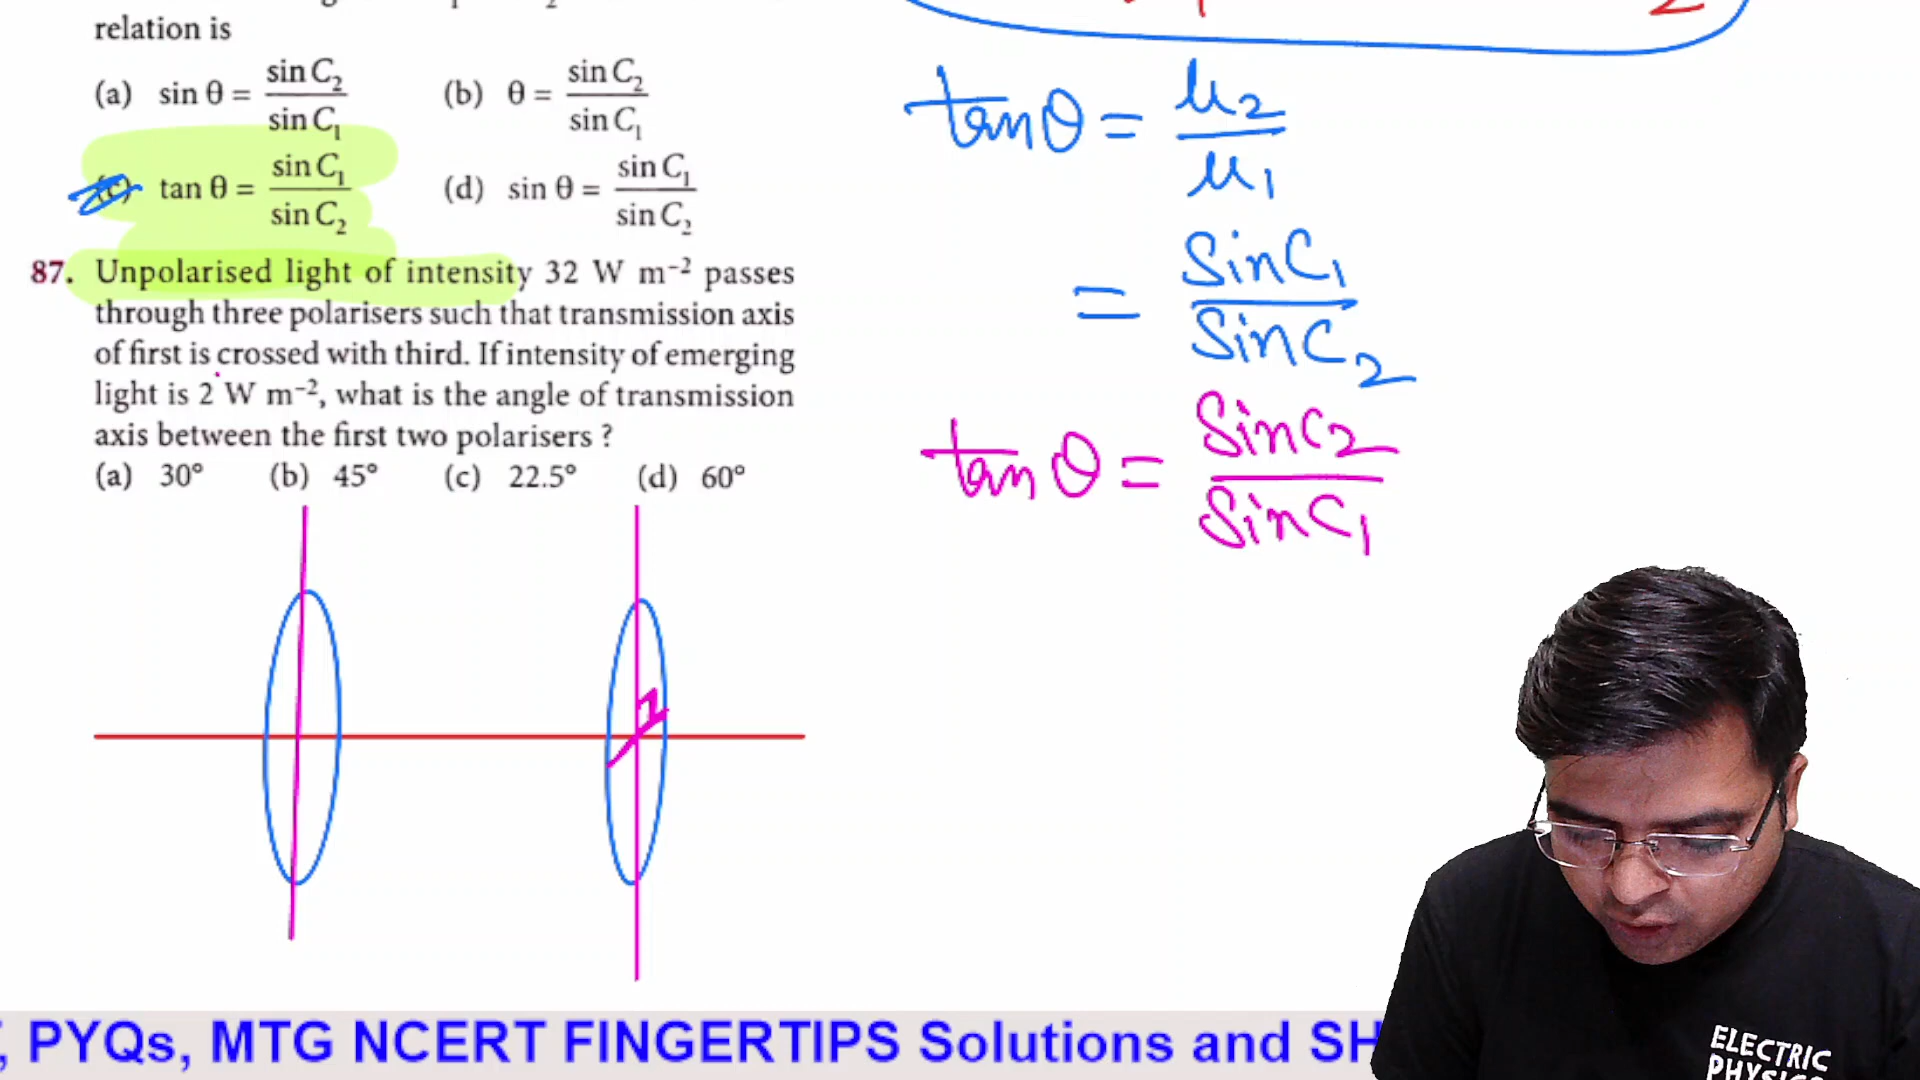 relation is
(a) sin θ = sin C₂ / sin C₁ (b) θ = sin C₂ / sin C₁
(c) tan θ = sin C₁ / sin C₂ (d) sin θ = sin C₁ / sin C₂
87. Unpolarised light of intensity 32 W m⁻² passes
through three polarisers such that transmission axis
of first is crossed with third. If intensity of emerging
light is 2 W m⁻², what is the angle of transmission
axis between the first two polarisers ?
(a) 30° (b) 45° (c) 22.5° (d) 60°
tanθ = μ₂ / μ₁
= SinC₁ / SinC₂
tanθ = SinC₂ / SinC₁
, PYQs, MTG NCERT FINGERTIPS Solutions and SH
ELECTRIC
PHYSIC